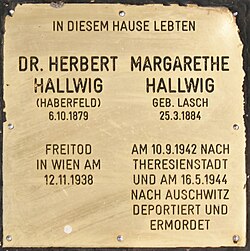 IN DIESEM HAUSE LEBTEN
DR. HERBERT
HALLWIG
(HABERFELD)
6.10.1879
FREITOD
IN WIEN AM
12.11.1938
MARGARETHE
HALLWIG
GEB. LASCH
25.3.1884
AM 10.9.1942 NACH
THERESIENSTADT
UND AM 16.5.1944
NACH AUSCHWITZ
DEPORTIERT UND
ERMORDET